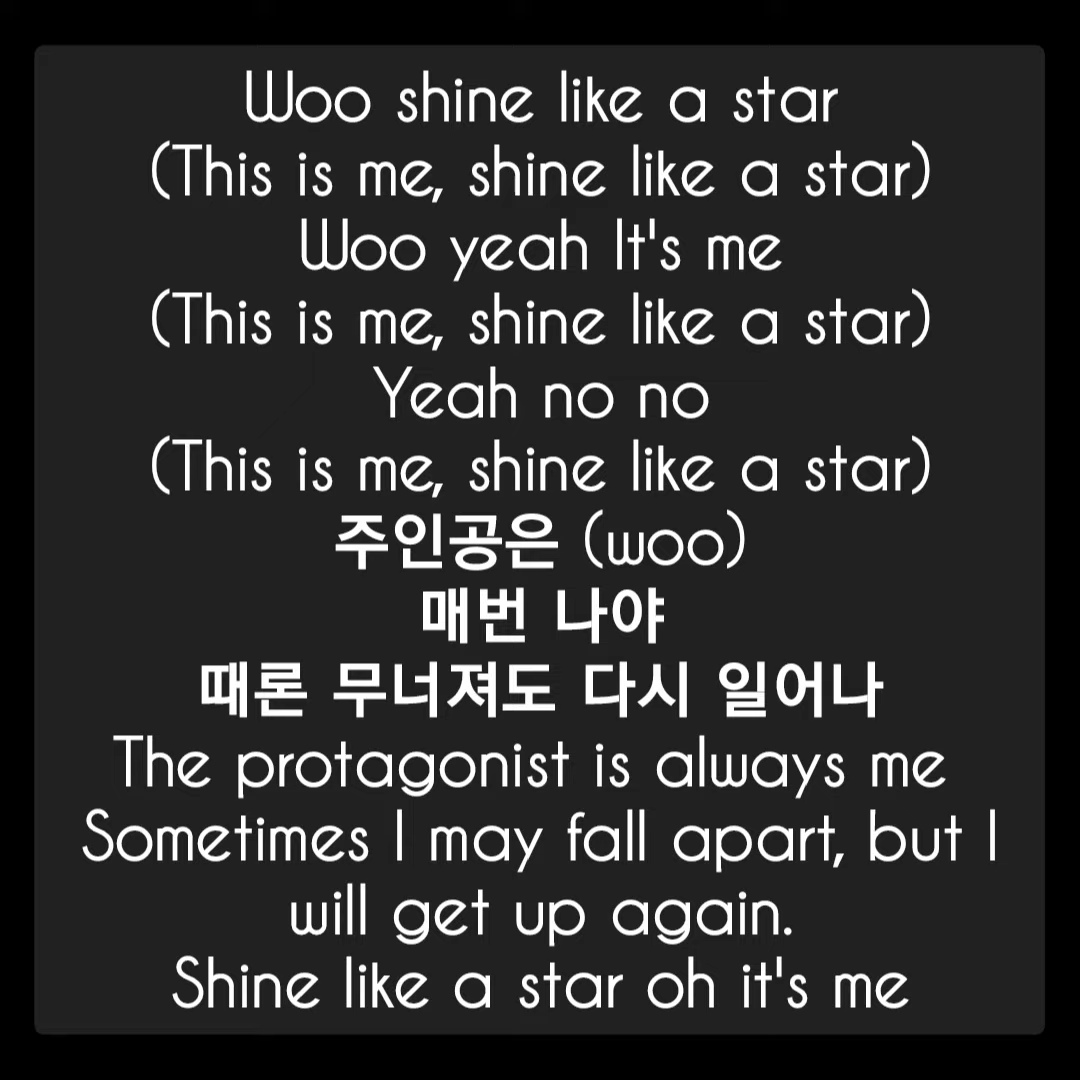 Woo shine like a star
(This is me, shine like a star)
Woo yeah It's me
(This is me, shine like a star)
Yeah no no
(This is me, shine like a star)
주인공은 (woo)
매번 나야
때론 무너져도 다시 일어나
The protagonist is always me
Sometimes I may fall apart, but I
will get up again.
Shine like a star oh it's me